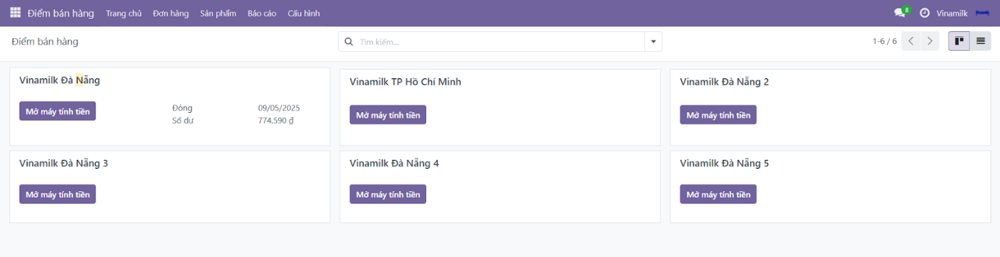 Điểm bán hàng Trang chủ Đơn hàng Sản phẩm Báo cáo Cấu hình 8 Vinamilk
Điểm bán hàng Tìm kiếm... 1-6 / 6
Vinamilk Đà Nẵng
Mở máy tính tiền
Đóng 09/05/2025
Số dư 774.590 ₫
Vinamilk TP Hồ Chí Minh
Mở máy tính tiền
Vinamilk Đà Nẵng 2
Mở máy tính tiền
Vinamilk Đà Nẵng 3
Mở máy tính tiền
Vinamilk Đà Nẵng 4
Mở máy tính tiền
Vinamilk Đà Nẵng 5
Mở máy tính tiền